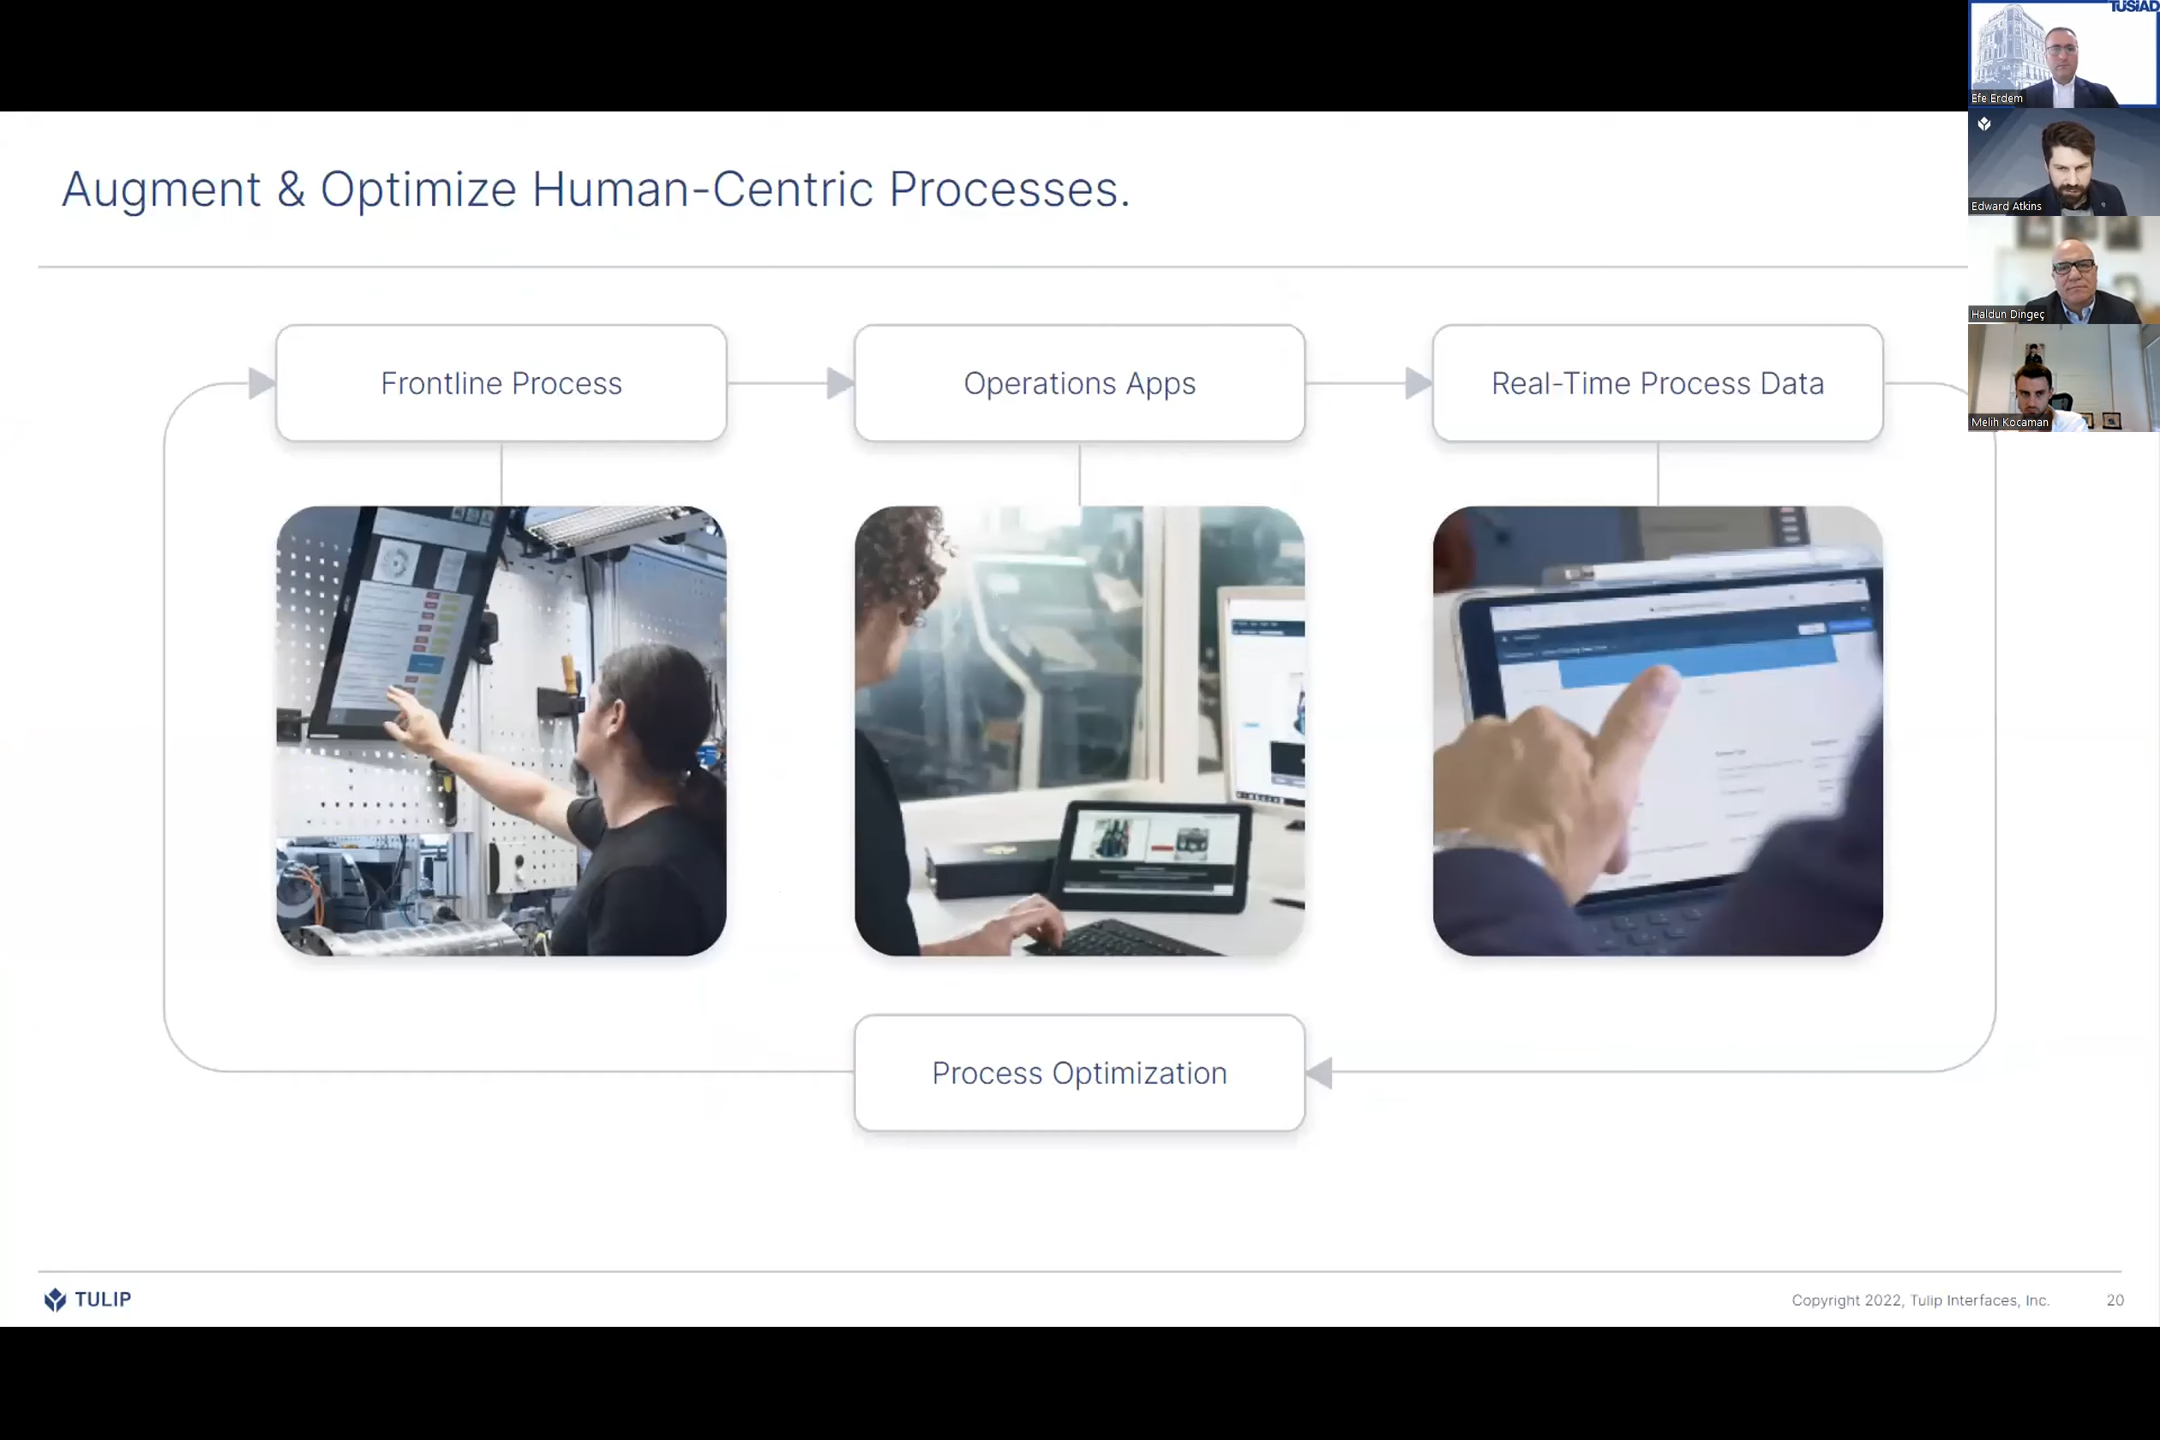 TÜSİAD
Efe Erdem
Edward Atkins
Haldun Dingeç
Melih Kocaman
Augment & Optimize Human-Centric Processes.
Frontline Process
Operations Apps
Real-Time Process Data
Process Optimization
TULIP
Copyright 2022, Tulip Interfaces, Inc.
20